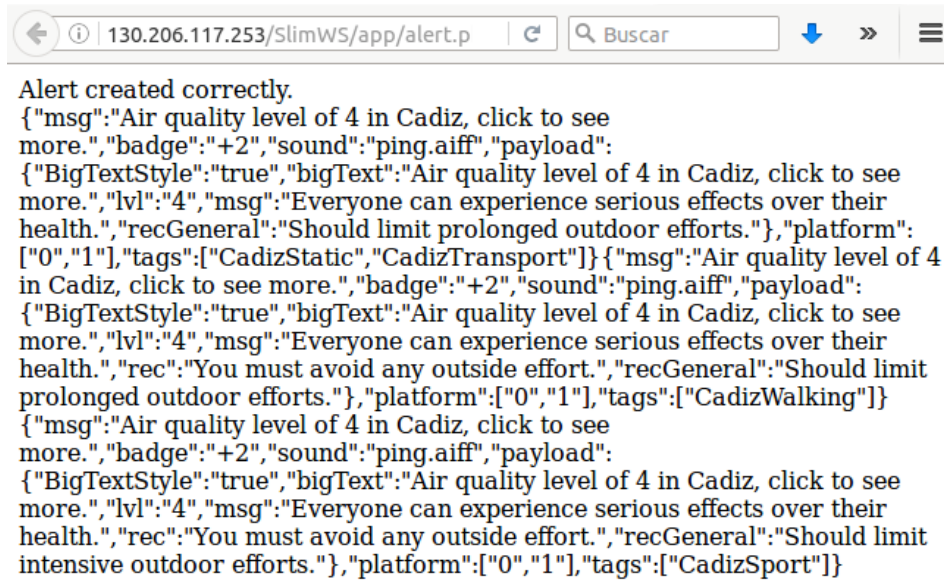 130.206.117.253/SlimWS/app/alert.p
Buscar
Alert created correctly.
{"msg":"Air quality level of 4 in Cadiz, click to see
more.","badge":"+2","sound":"ping.aiff","payload":
{"BigTextStyle":"true","bigText":"Air quality level of 4 in Cadiz, click to see
more.","lvl":"4","msg":"Everyone can experience serious effects over their
health.","recGeneral":"Should limit prolonged outdoor efforts."},"platform":
["0","1"],"tags":["CadizStatic","CadizTransport"]}{"msg":"Air quality level of 4
in Cadiz, click to see more.","badge":"+2","sound":"ping.aiff","payload":
{"BigTextStyle":"true","bigText":"Air quality level of 4 in Cadiz, click to see
more.","lvl":"4","msg":"Everyone can experience serious effects over their
health.","rec":"You must avoid any outside effort.","recGeneral":"Should limit
prolonged outdoor efforts."},"platform":["0","1"],"tags":["CadizWalking"]}
{"msg":"Air quality level of 4 in Cadiz, click to see
more.","badge":"+2","sound":"ping.aiff","payload":
{"BigTextStyle":"true","bigText":"Air quality level of 4 in Cadiz, click to see
more.","lvl":"4","msg":"Everyone can experience serious effects over their
health.","rec":"You must avoid any outside effort.","recGeneral":"Should limit
intensive outdoor efforts."},"platform":["0","1"],"tags":["CadizSport"]}